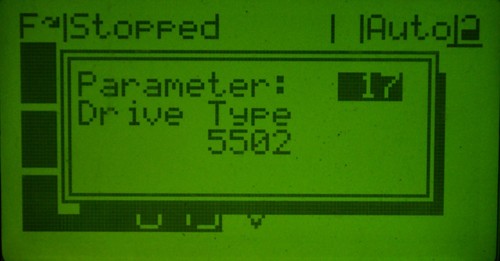 F Stopped Auto
Parameter: 17
Drive Type
5502